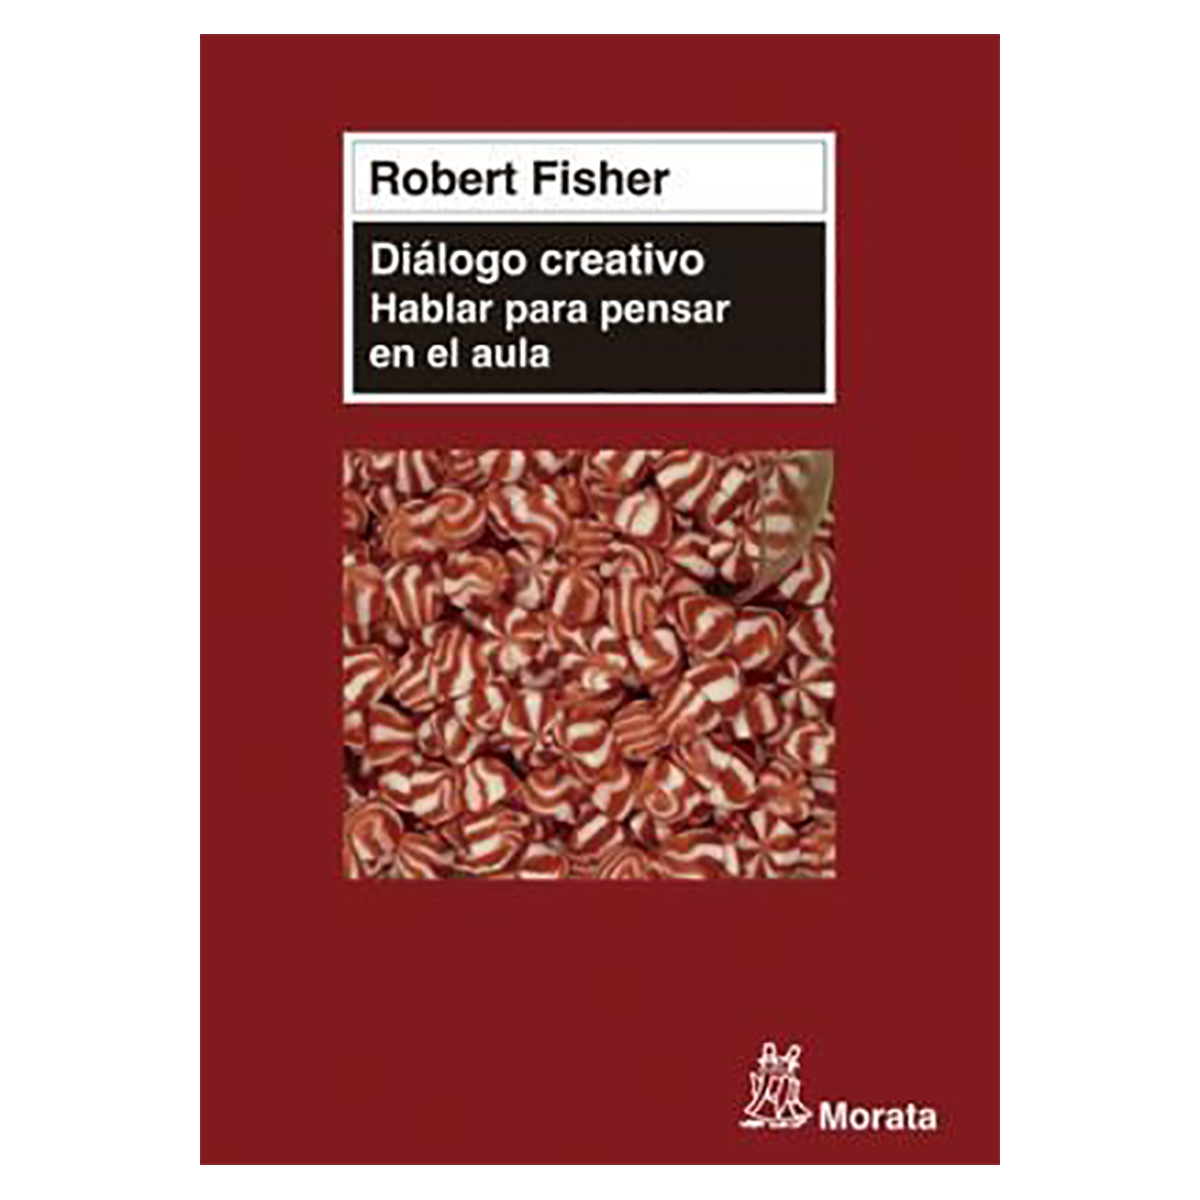 Robert Fisher
Diálogo creativo
Hablar para pensar
en el aula
Morata